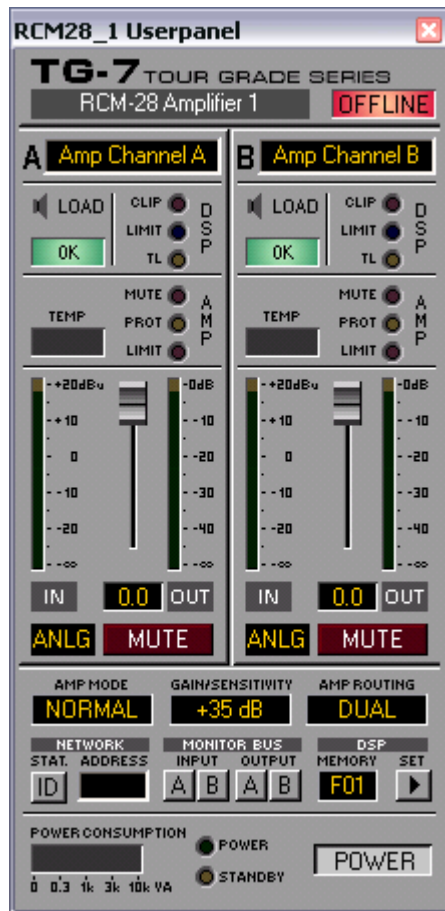 RCM28_1 Userpanel
TG-7 TOUR GRADE SERIES
RCM-28 Amplifier 1 OFFLINE
A Amp Channel A
LOAD
OK
CLIP
LIMIT
TL
DSP
TEMP
MUTE
PROT
LIMIT
AMP
-+20dBu -0dB
-+10 --10
- 0 --20
--10 --30
--20 --40
--∞ --∞
IN 0.0 OUT
ANLG MUTE
B Amp Channel B
LOAD
OK
CLIP
LIMIT
TL
DSP
TEMP
MUTE
PROT
LIMIT
AMP
-+20dBu -0dB
-+10 --10
- 0 --20
--10 --30
--20 --40
--∞ --∞
IN 0.0 OUT
ANLG MUTE
AMP MODE GAIN/SENSITIVITY AMP ROUTING
NORMAL +35 dB DUAL
NETWORK MONITOR BUS DSP
STAT. ADDRESS INPUT OUTPUT MEMORY SET
ID A B A B F01
POWER CONSUMPTION
0 0.3 1k 3k 10k VA
POWER
STANDBY
POWER